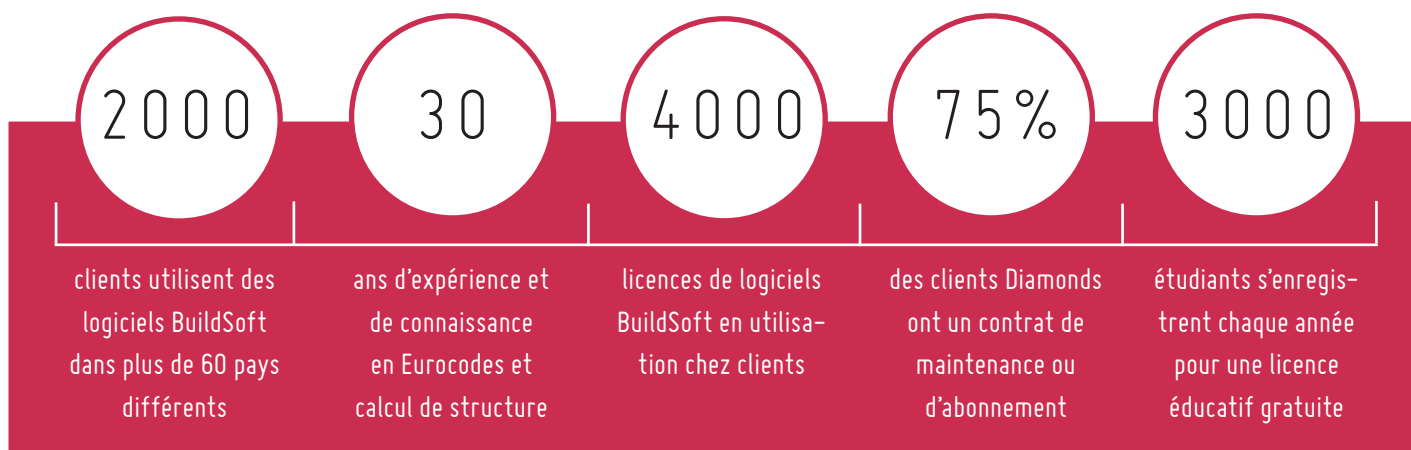 2000
clients utilisent des
logiciels BuildSoft
dans plus de 60 pays
différents
30
ans d'expérience et
de connaissance
en Eurocodes et
calcul de structure
4000
licences de logiciels
BuildSoft en utilisa-
tion chez clients
75%
des clients Diamonds
ont un contrat de
maintenance ou
d'abonnement
3000
étudiants s'enregis-
trent chaque année
pour une licence
éducatif gratuite